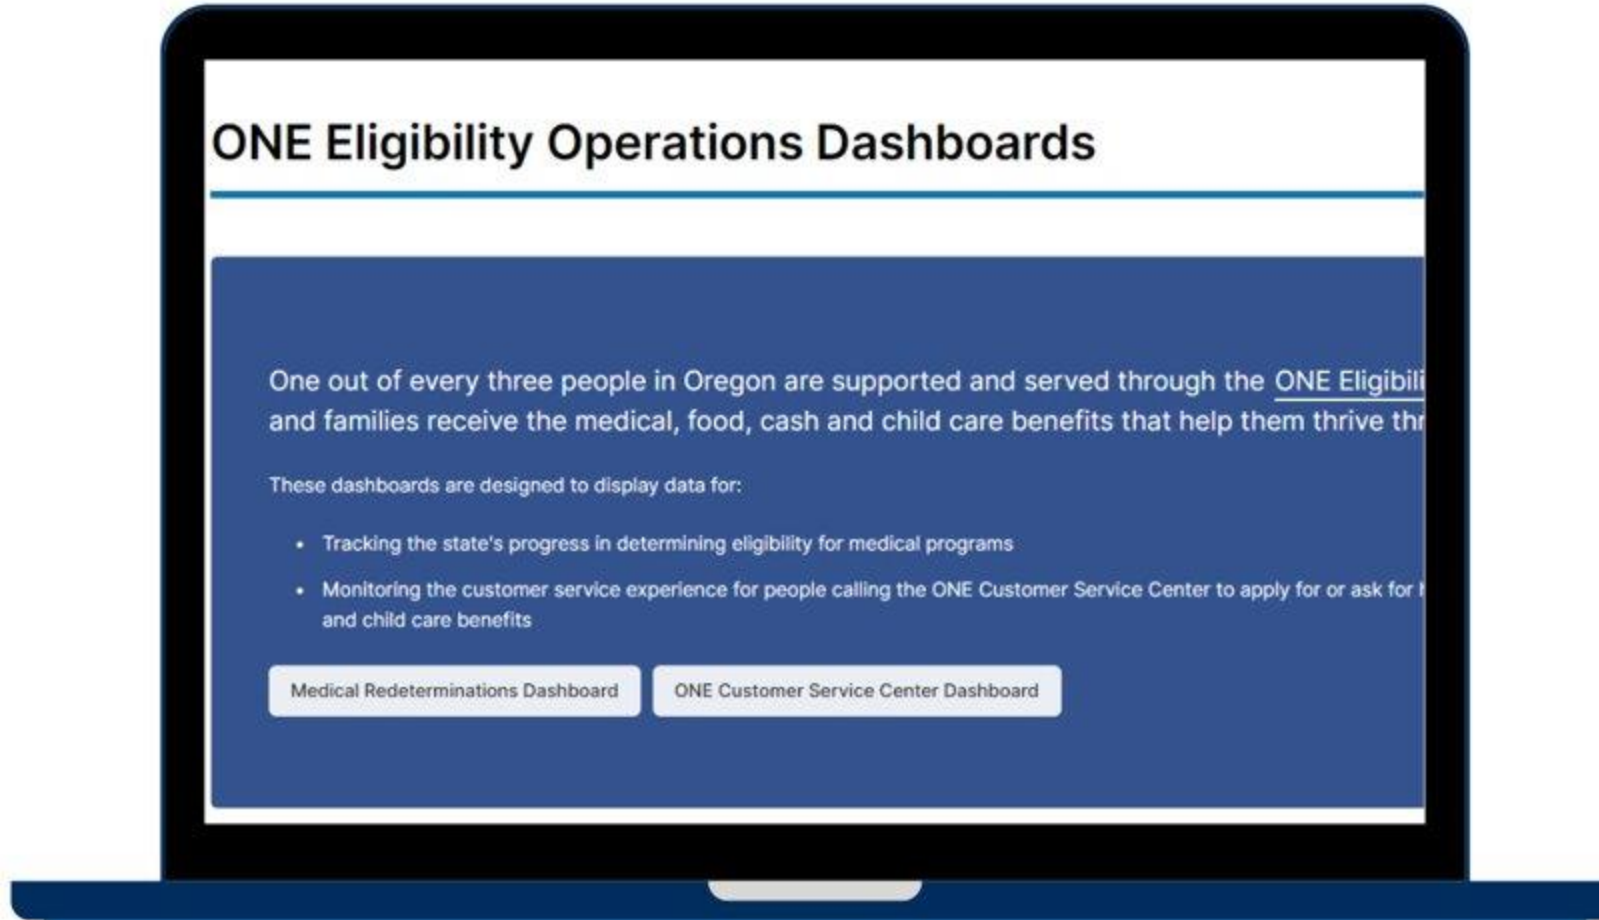 ONE Eligibility Operations Dashboards
One out of every three people in Oregon are supported and served through the ONE Eligibili
and families receive the medical, food, cash and child care benefits that help them thrive thr
These dashboards are designed to display data for:
• Tracking the state's progress in determining eligibility for medical programs
• Monitoring the customer service experience for people calling the ONE Customer Service Center to apply for or ask for
and child care benefits
Medical Redeterminations Dashboard ONE Customer Service Center Dashboard